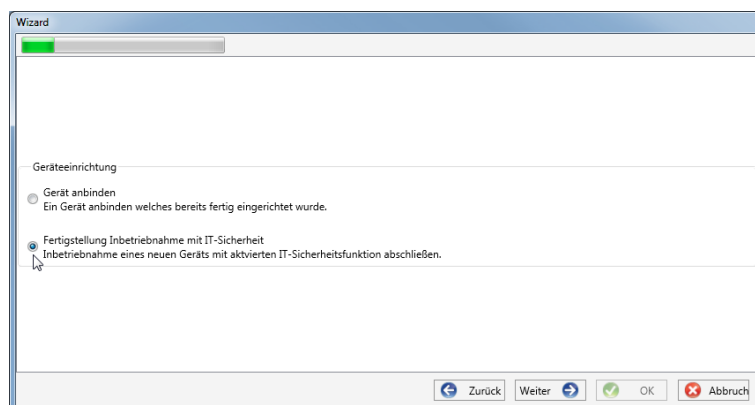 Wizard
Geräteeinrichtung
Gerät anbinden
Ein Gerät anbinden welches bereits fertig eingerichtet wurde.
Fertigstellung Inbetriebnahme mit IT-Sicherheit
Inbetriebnahme eines neuen Geräts mit aktvierten IT-Sicherheitsfunktion abschließen.
Zurück Weiter OK Abbruch